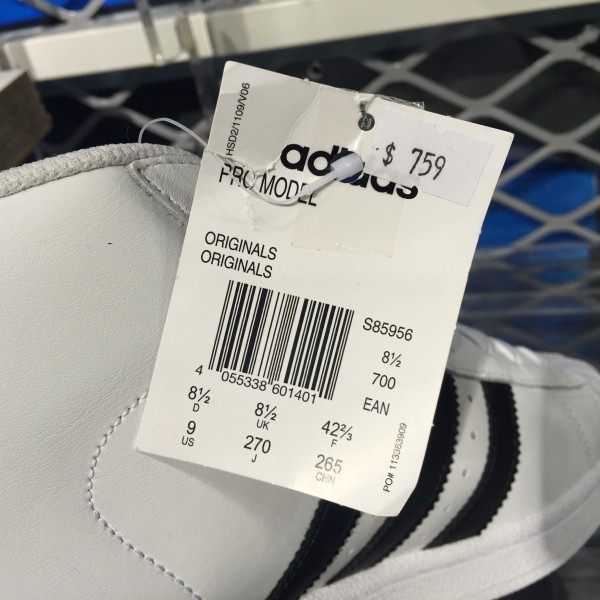 HSD2/1109/V06
adidas
$ 759
PRO MODEL
ORIGINALS
ORIGINALS
S85956
8½
700
EAN
4 055338 601401
8½ 8½ 42⅔
D UK F
9 270 265
US J CHN
PO# 113363909